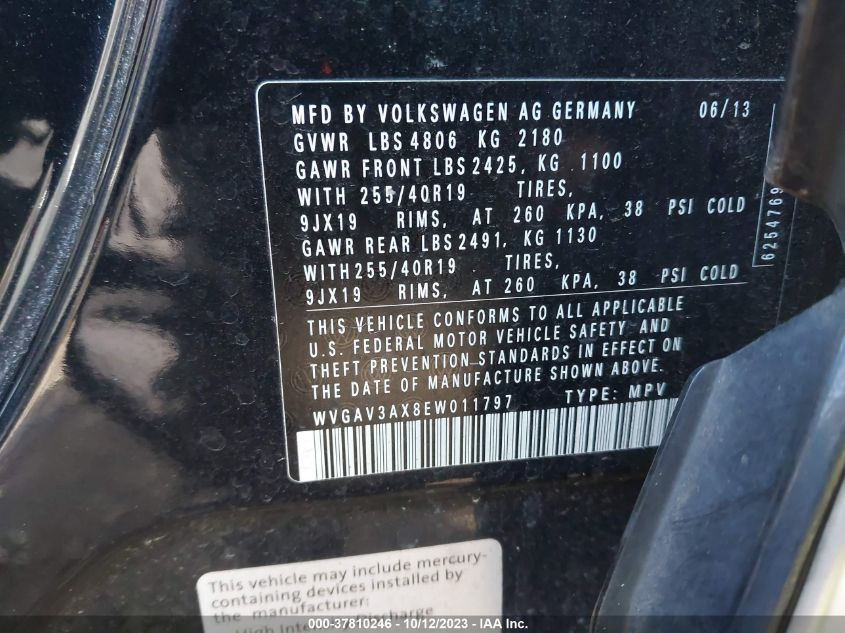 MFD BY VOLKSWAGEN AG GERMANY 06/13
GVWR LBS 4806 KG 2180
GAWR FRONT LBS 2425, KG 1100
WITH 255/40R19 TIRES,
9JX19 RIMS, AT 260 KPA, 38 PSI COLD
GAWR REAR LBS 2491, KG 1130
WITH 255/40R19 TIRES,
9JX19 RIMS, AT 260 KPA, 38 PSI COLD
6254769
THIS VEHICLE CONFORMS TO ALL APPLICABLE
U.S. FEDERAL MOTOR VEHICLE SAFETY AND
THEFT PREVENTION STANDARDS IN EFFECT ON
THE DATE OF MANUFACTURE SHOWN ABOVE.
WVGAV3AX8EW011797 TYPE: MPV
This vehicle may include mercury-
containing devices installed by
the manufacturer:
High Inten
scharge
000-37810246 - 10/12/2023 - IAA Inc.